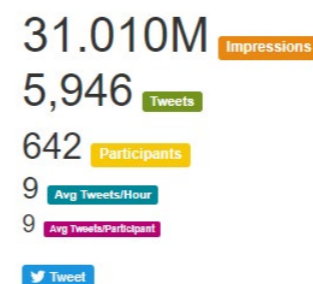 31.010M Impressions
5,946 Tweets
642 Participants
9 Avg Tweets/Hour
9 Avg Tweets/Participant
Tweet